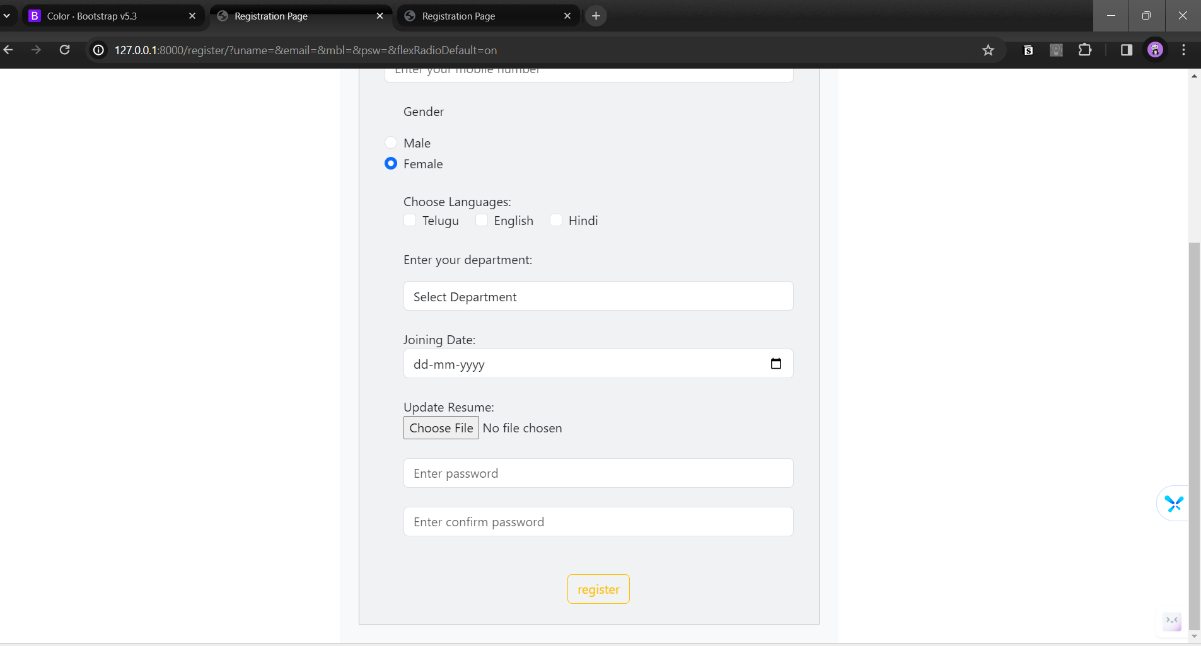 B Color · Bootstrap v5.3
Registration Page
Registration Page
127.0.0.1:8000/register/?uname=&email=&mbl=&psw=&flexRadioDefault=on
Enter your mobile number
Gender
Male
Female
Choose Languages:
Telugu English Hindi
Enter your department:
Select Department
Joining Date:
dd-mm-yyyy
Update Resume:
Choose File No file chosen
Enter password
Enter confirm password
register